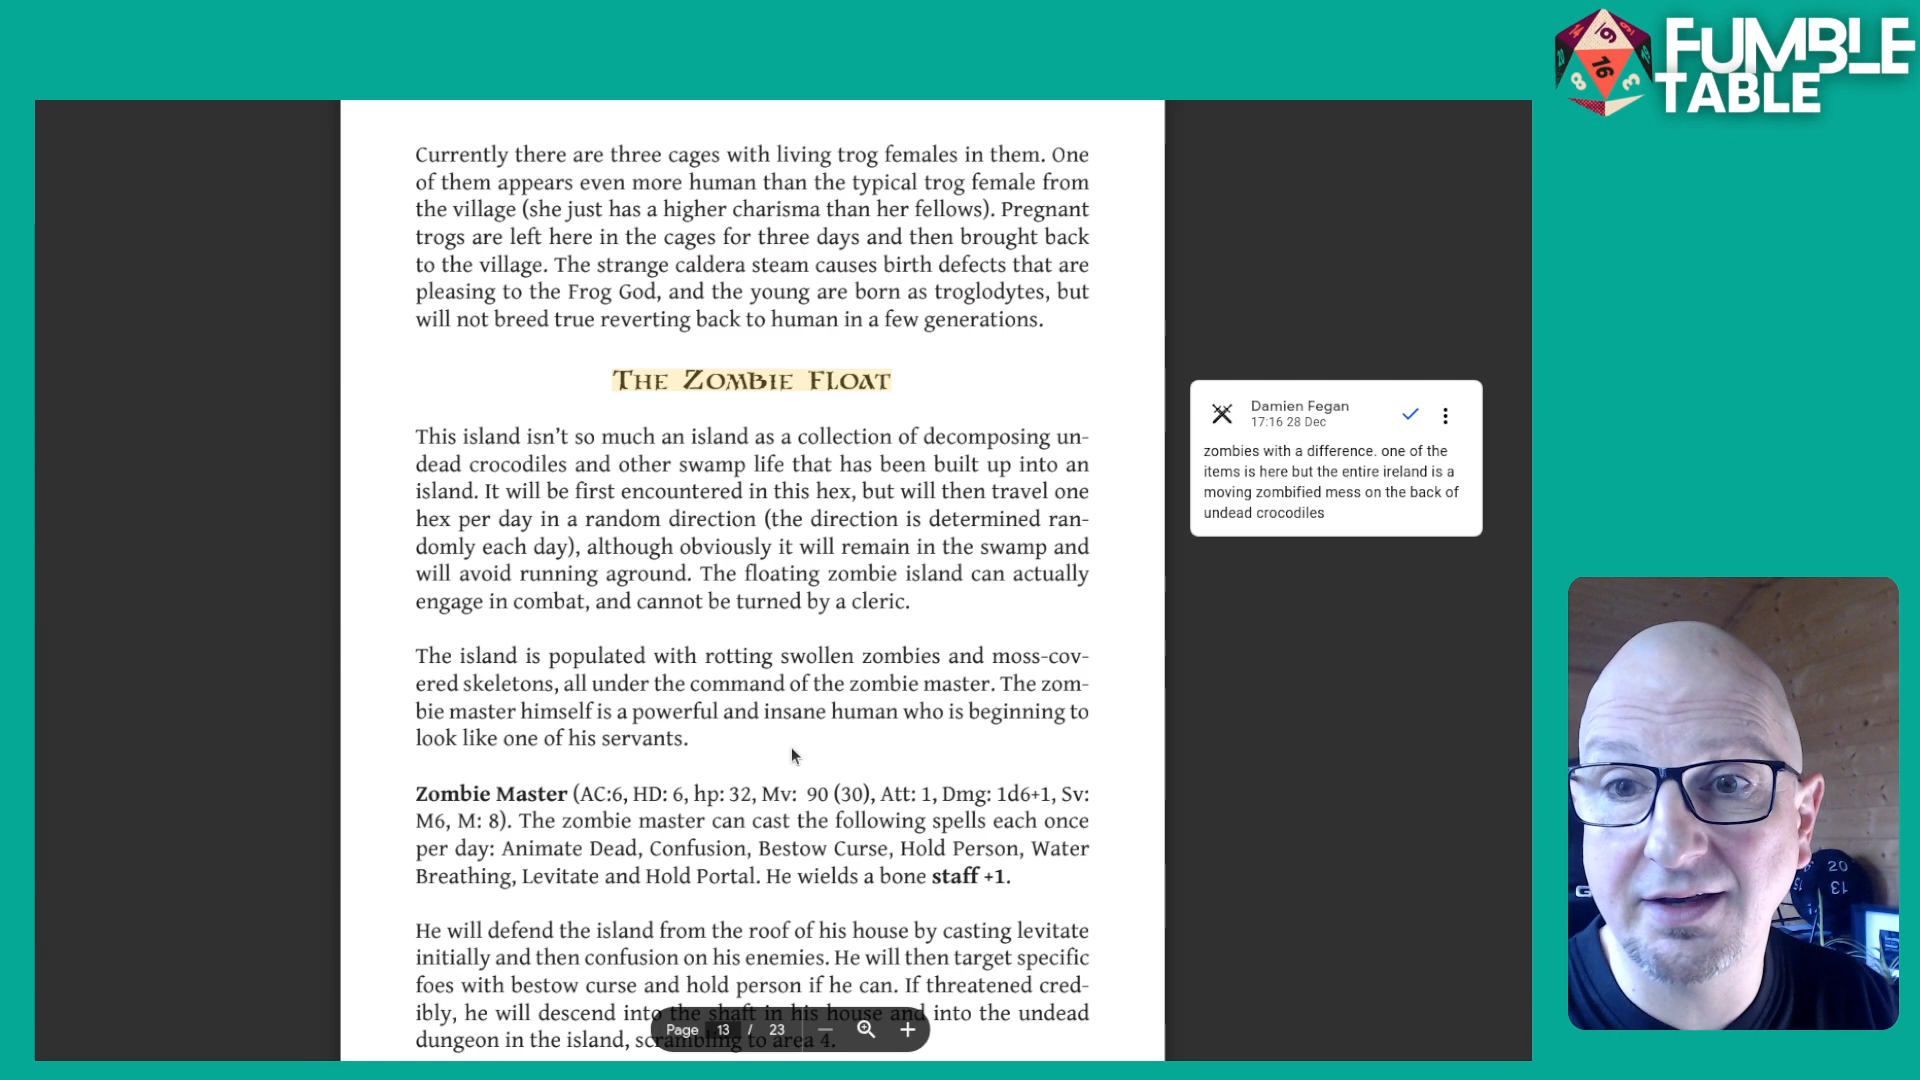 FUMBLE
TABLE
Currently there are three cages with living trog females in them. One
of them appears even more human than the typical trog female from
the village (she just has a higher charisma than her fellows). Pregnant
trogs are left here in the cages for three days and then brought back
to the village. The strange caldera steam causes birth defects that are
pleasing to the Frog God, and the young are born as troglodytes, but
will not breed true reverting back to human in a few generations.
The Zombie Float
This island isn't so much an island as a collection of decomposing un-
dead crocodiles and other swamp life that has been built up into an
island. It will be first encountered in this hex, but will then travel one
hex per day in a random direction (the direction is determined ran-
domly each day), although obviously it will remain in the swamp and
will avoid running aground. The floating zombie island can actually
engage in combat, and cannot be turned by a cleric.
The island is populated with rotting swollen zombies and moss-cov-
ered skeletons, all under the command of the zombie master. The zom-
bie master himself is a powerful and insane human who is beginning to
look like one of his servants.
Zombie Master (AC:6, HD: 6, hp: 32, Mv: 90 (30), Att: 1, Dmg: 1d6+1, Sv:
M6, M: 8). The zombie master can cast the following spells each once
per day: Animate Dead, Confusion, Bestow Curse, Hold Person, Water
Breathing, Levitate and Hold Portal. He wields a bone staff +1.
He will defend the island from the roof of his house by casting levitate
initially and then confusion on his enemies. He will then target specific
foes with bestow curse and hold person if he can. If threatened cred-
ibly, he will descend into the shaft in his house and into the undead
dungeon in the island, scrambling to area 4.
Page 13 / 23
Damien Fegan
17:16 28 Dec
zombies with a difference. one of the
items is here but the entire ireland is a
moving zombified mess on the back of
undead crocodiles
16
9
8
3
20
13